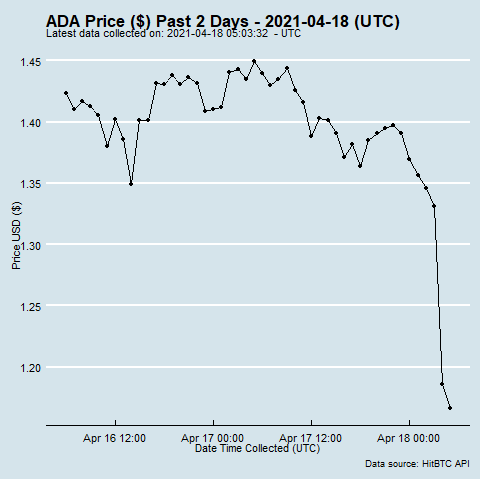 ADA Price ($) Past 2 Days - 2021-04-18 (UTC)
Latest data collected on: 2021-04-18 05:03:32 - UTC
1.45
1.40
1.35
1.30
1.25
1.20
Price USD ($)
Apr 16 12:00
Apr 17 00:00
Apr 17 12:00
Apr 18 00:00
Date Time Collected (UTC)
Data source: HitBTC API